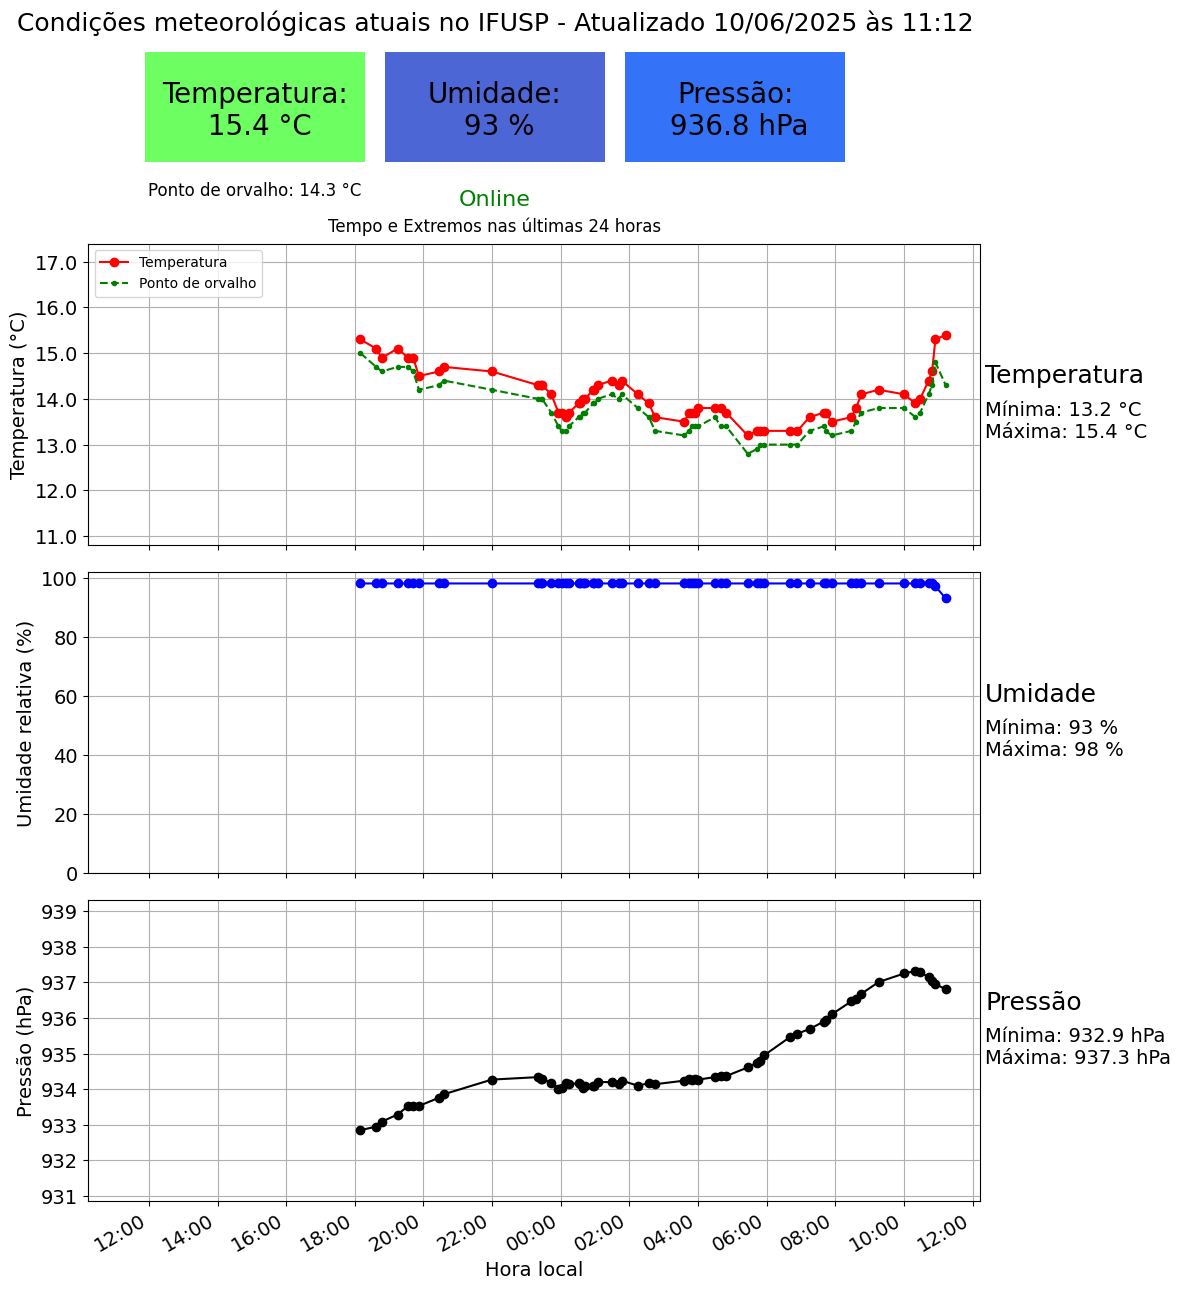 Condições meteorológicas atuais no IFUSP - Atualizado 10/06/2025 às 11:12
Temperatura:
15.4 °C
Umidade:
93 %
Pressão:
936.8 hPa
Ponto de orvalho: 14.3 °C
Online
Tempo e Extremos nas últimas 24 horas
Temperatura (°C)
17.0
16.0
15.0
14.0
13.0
12.0
11.0
Temperatura
Ponto de orvalho
Temperatura
Mínima: 13.2 °C
Máxima: 15.4 °C
Umidade relativa (%)
100
80
60
40
20
0
Umidade
Mínima: 93 %
Máxima: 98 %
Pressão (hPa)
939
938
937
936
935
934
933
932
931
Pressão
Mínima: 932.9 hPa
Máxima: 937.3 hPa
12:00
14:00
16:00
18:00
20:00
22:00
00:00
02:00
04:00
06:00
08:00
10:00
12:00
Hora local